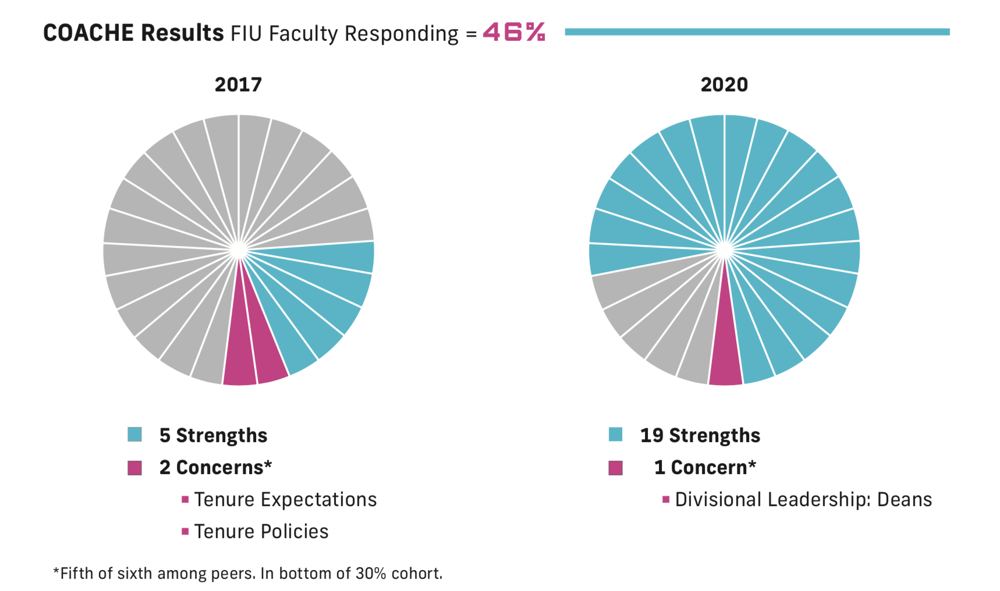 COACHE Results FIU Faculty Responding = 46%
2017
2020
5 Strengths
2 Concerns*
Tenure Expectations
Tenure Policies
19 Strengths
1 Concern*
Divisional Leadership: Deans
*Fifth of sixth among peers. In bottom of 30% cohort.